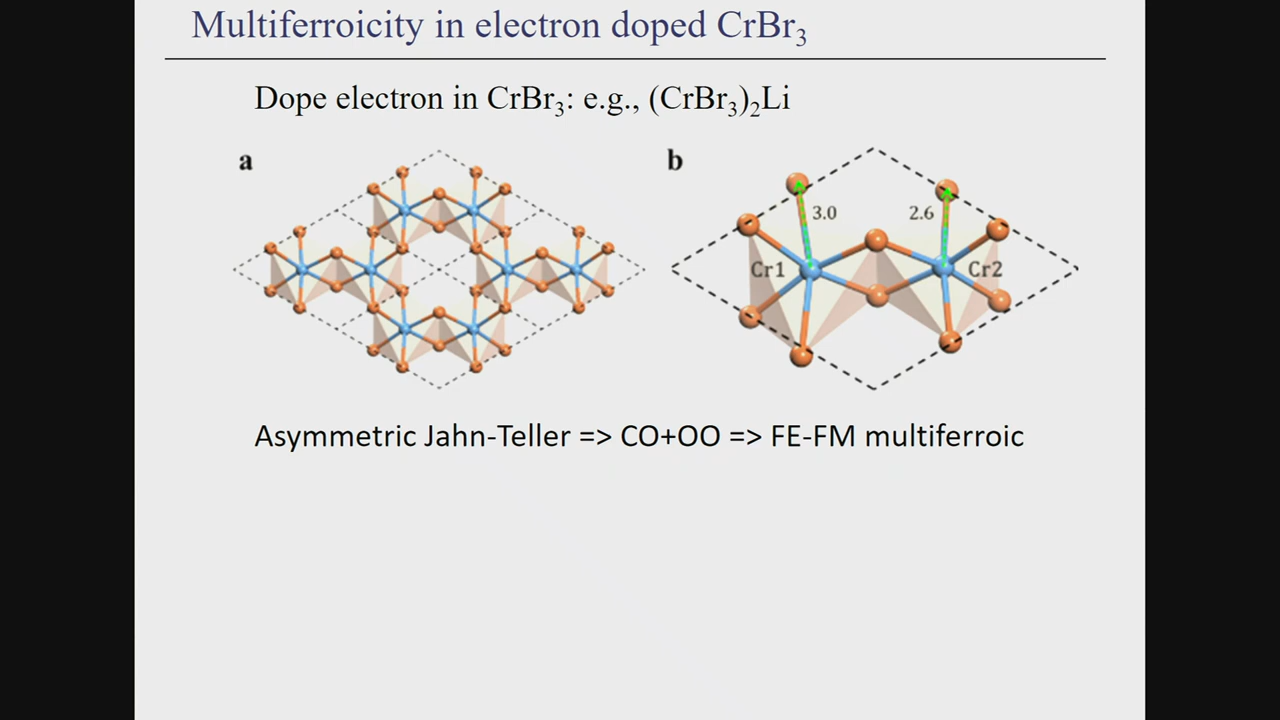 Multiferroicity in electron doped CrBr₃
Dope electron in CrBr₃: e.g., (CrBr₃)₂Li
a
b
3.0
2.6
Cr1
Cr2
Asymmetric Jahn-Teller => CO+OO => FE-FM multiferroic